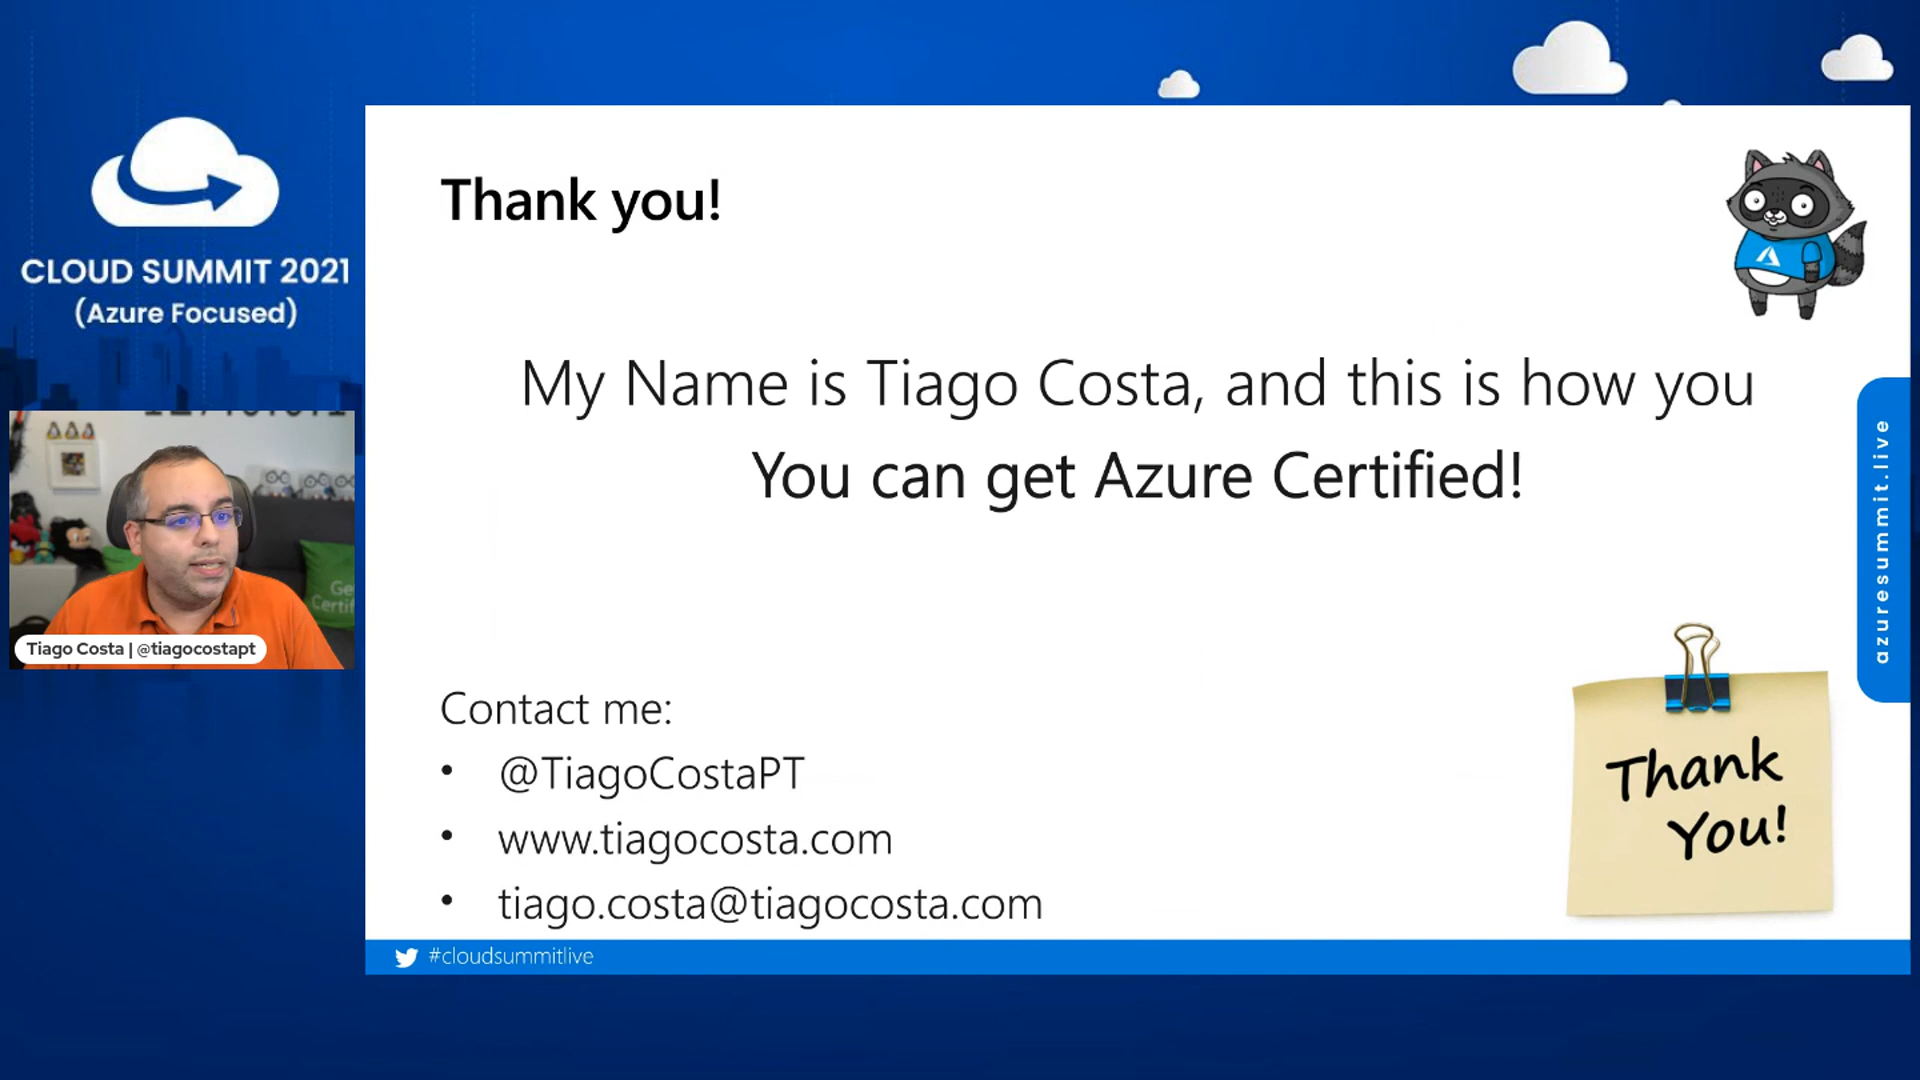 CLOUD SUMMIT 2021
(Azure Focused)
Tiago Costa | @tiagocostapt
Thank you!
My Name is Tiago Costa, and this is how you
You can get Azure Certified!
Contact me:
• @TiagoCostaPT
• www.tiagocosta.com
• tiago.costa@tiagocosta.com
Thank
You!
#cloudsummitlive
azuresummit.live